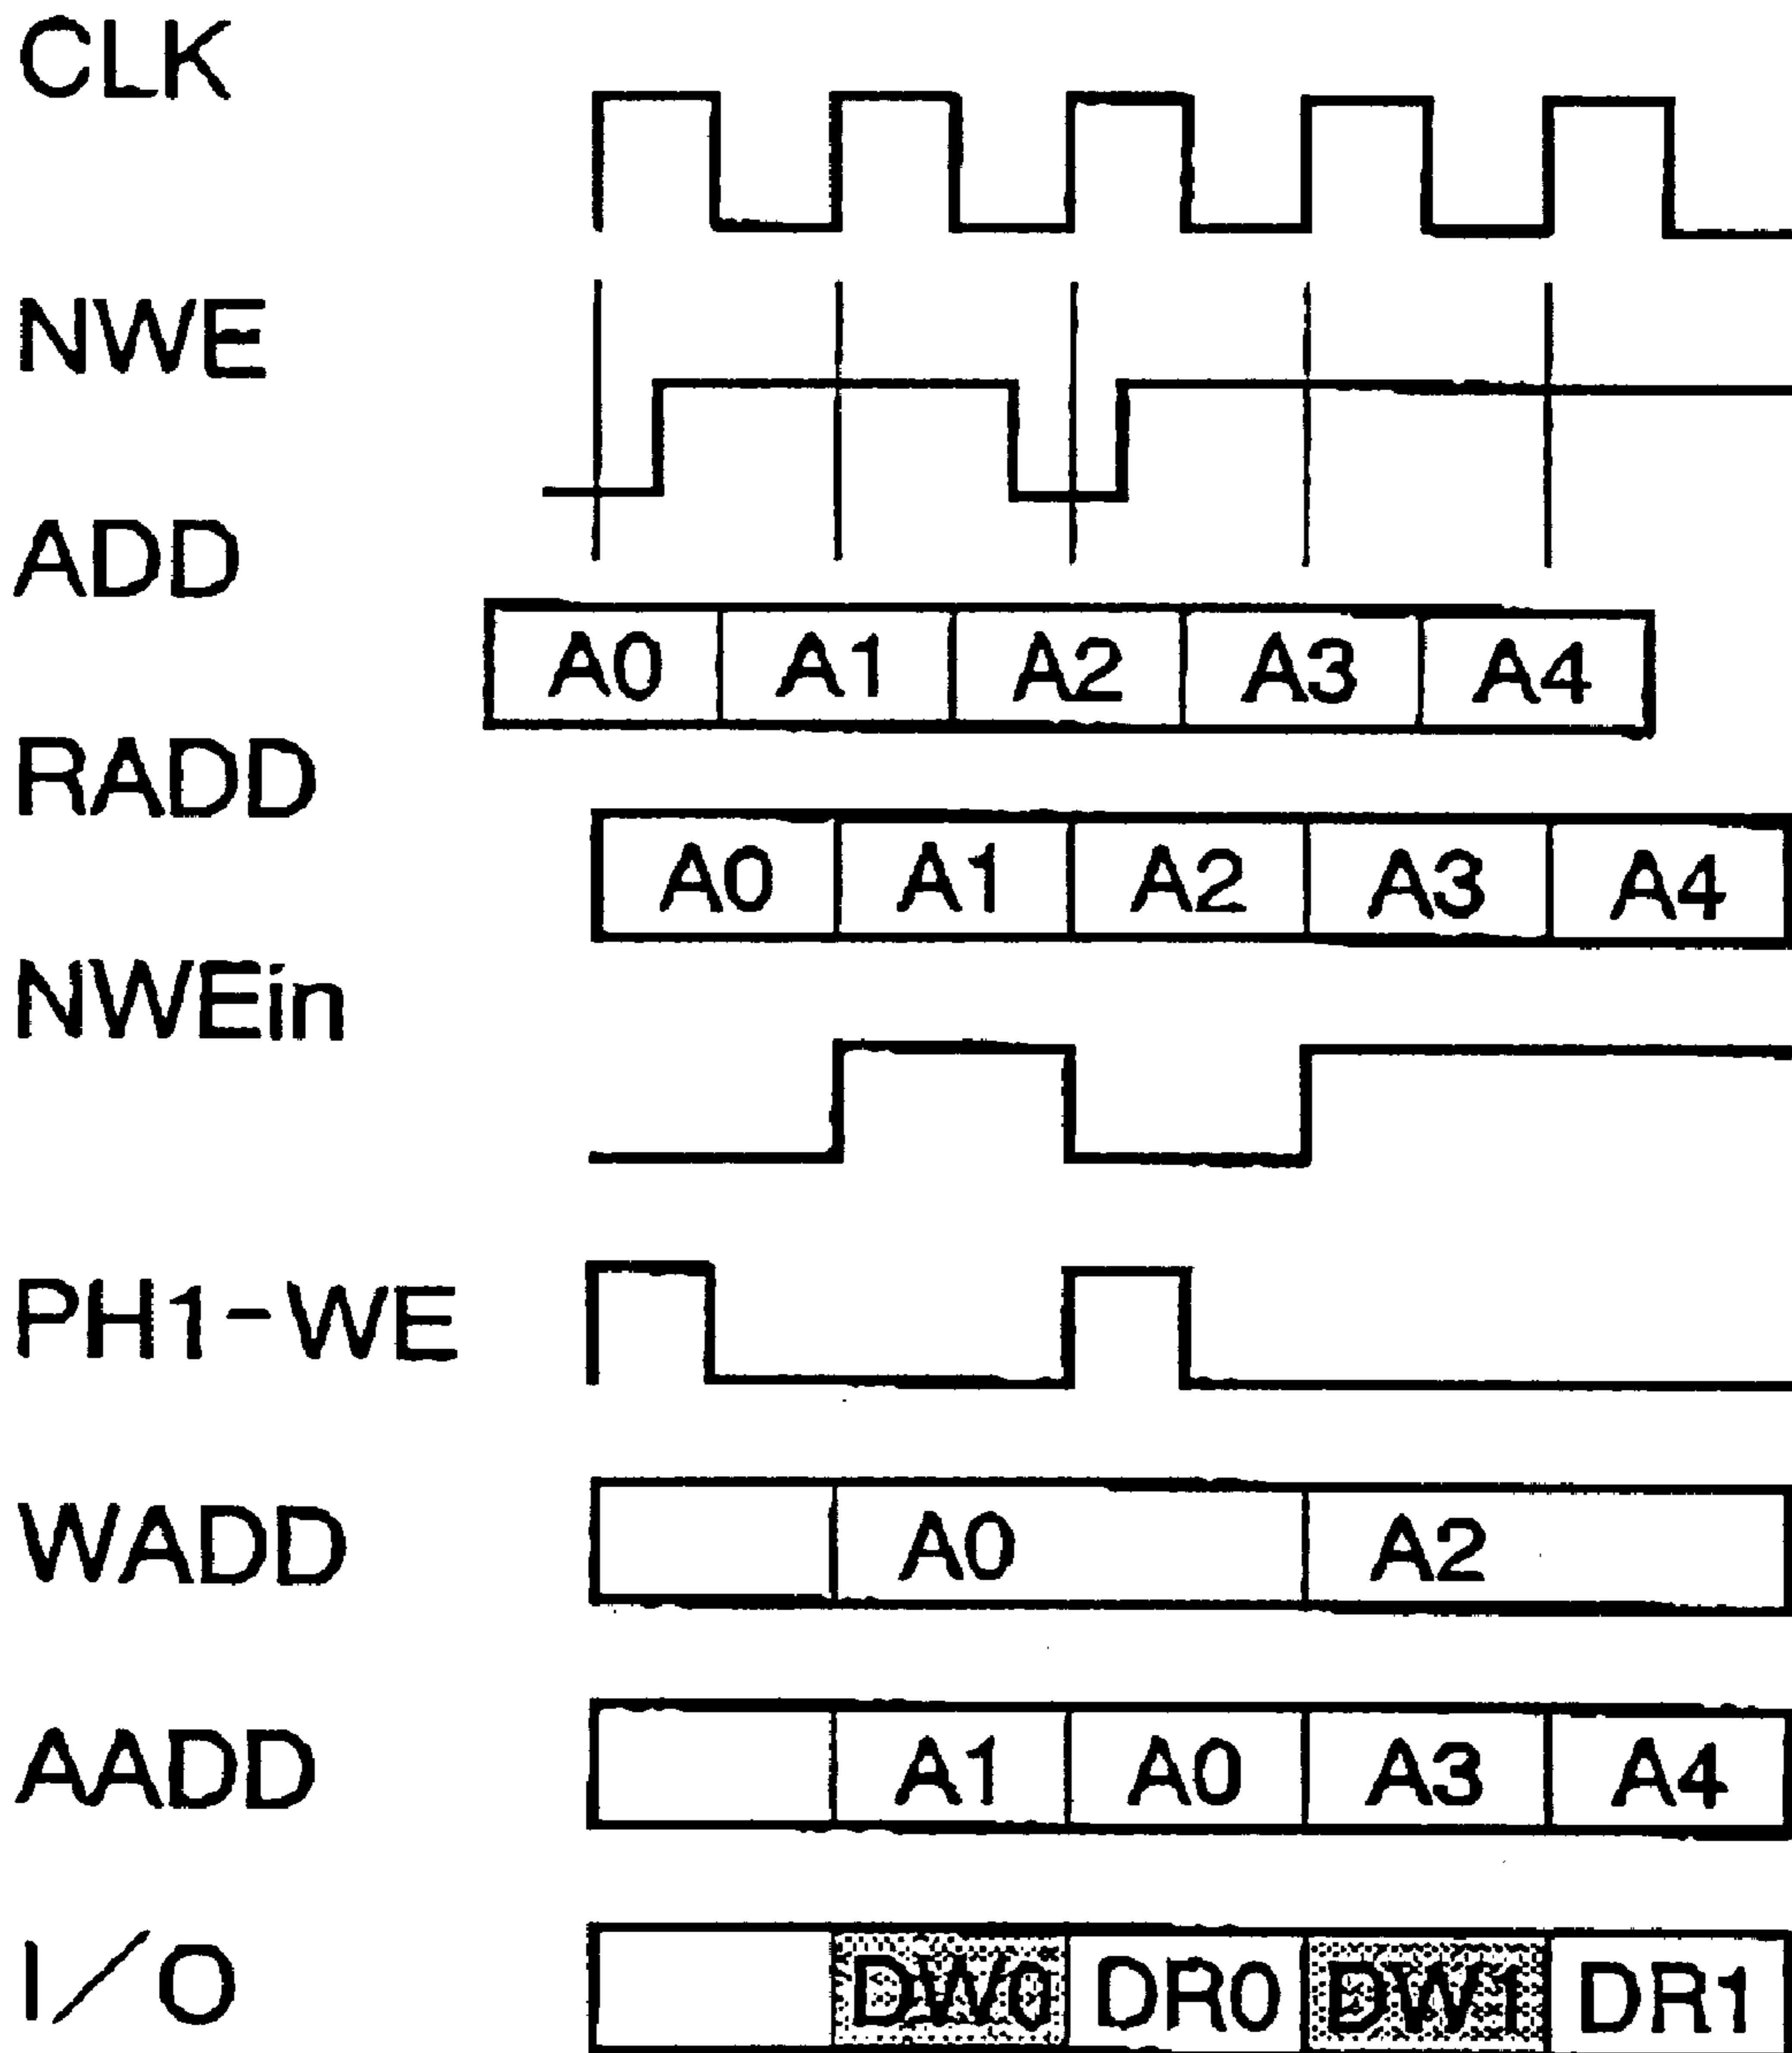 CLK
NWE
ADD
A0 A1 A2 A3 A4
RADD
A0 A1 A2 A3 A4
NWEin
PH1-WE
WADD
A0 A2
AADD
A1 A0 A3 A4
I/O
DW0 DR0 DW1 DR1